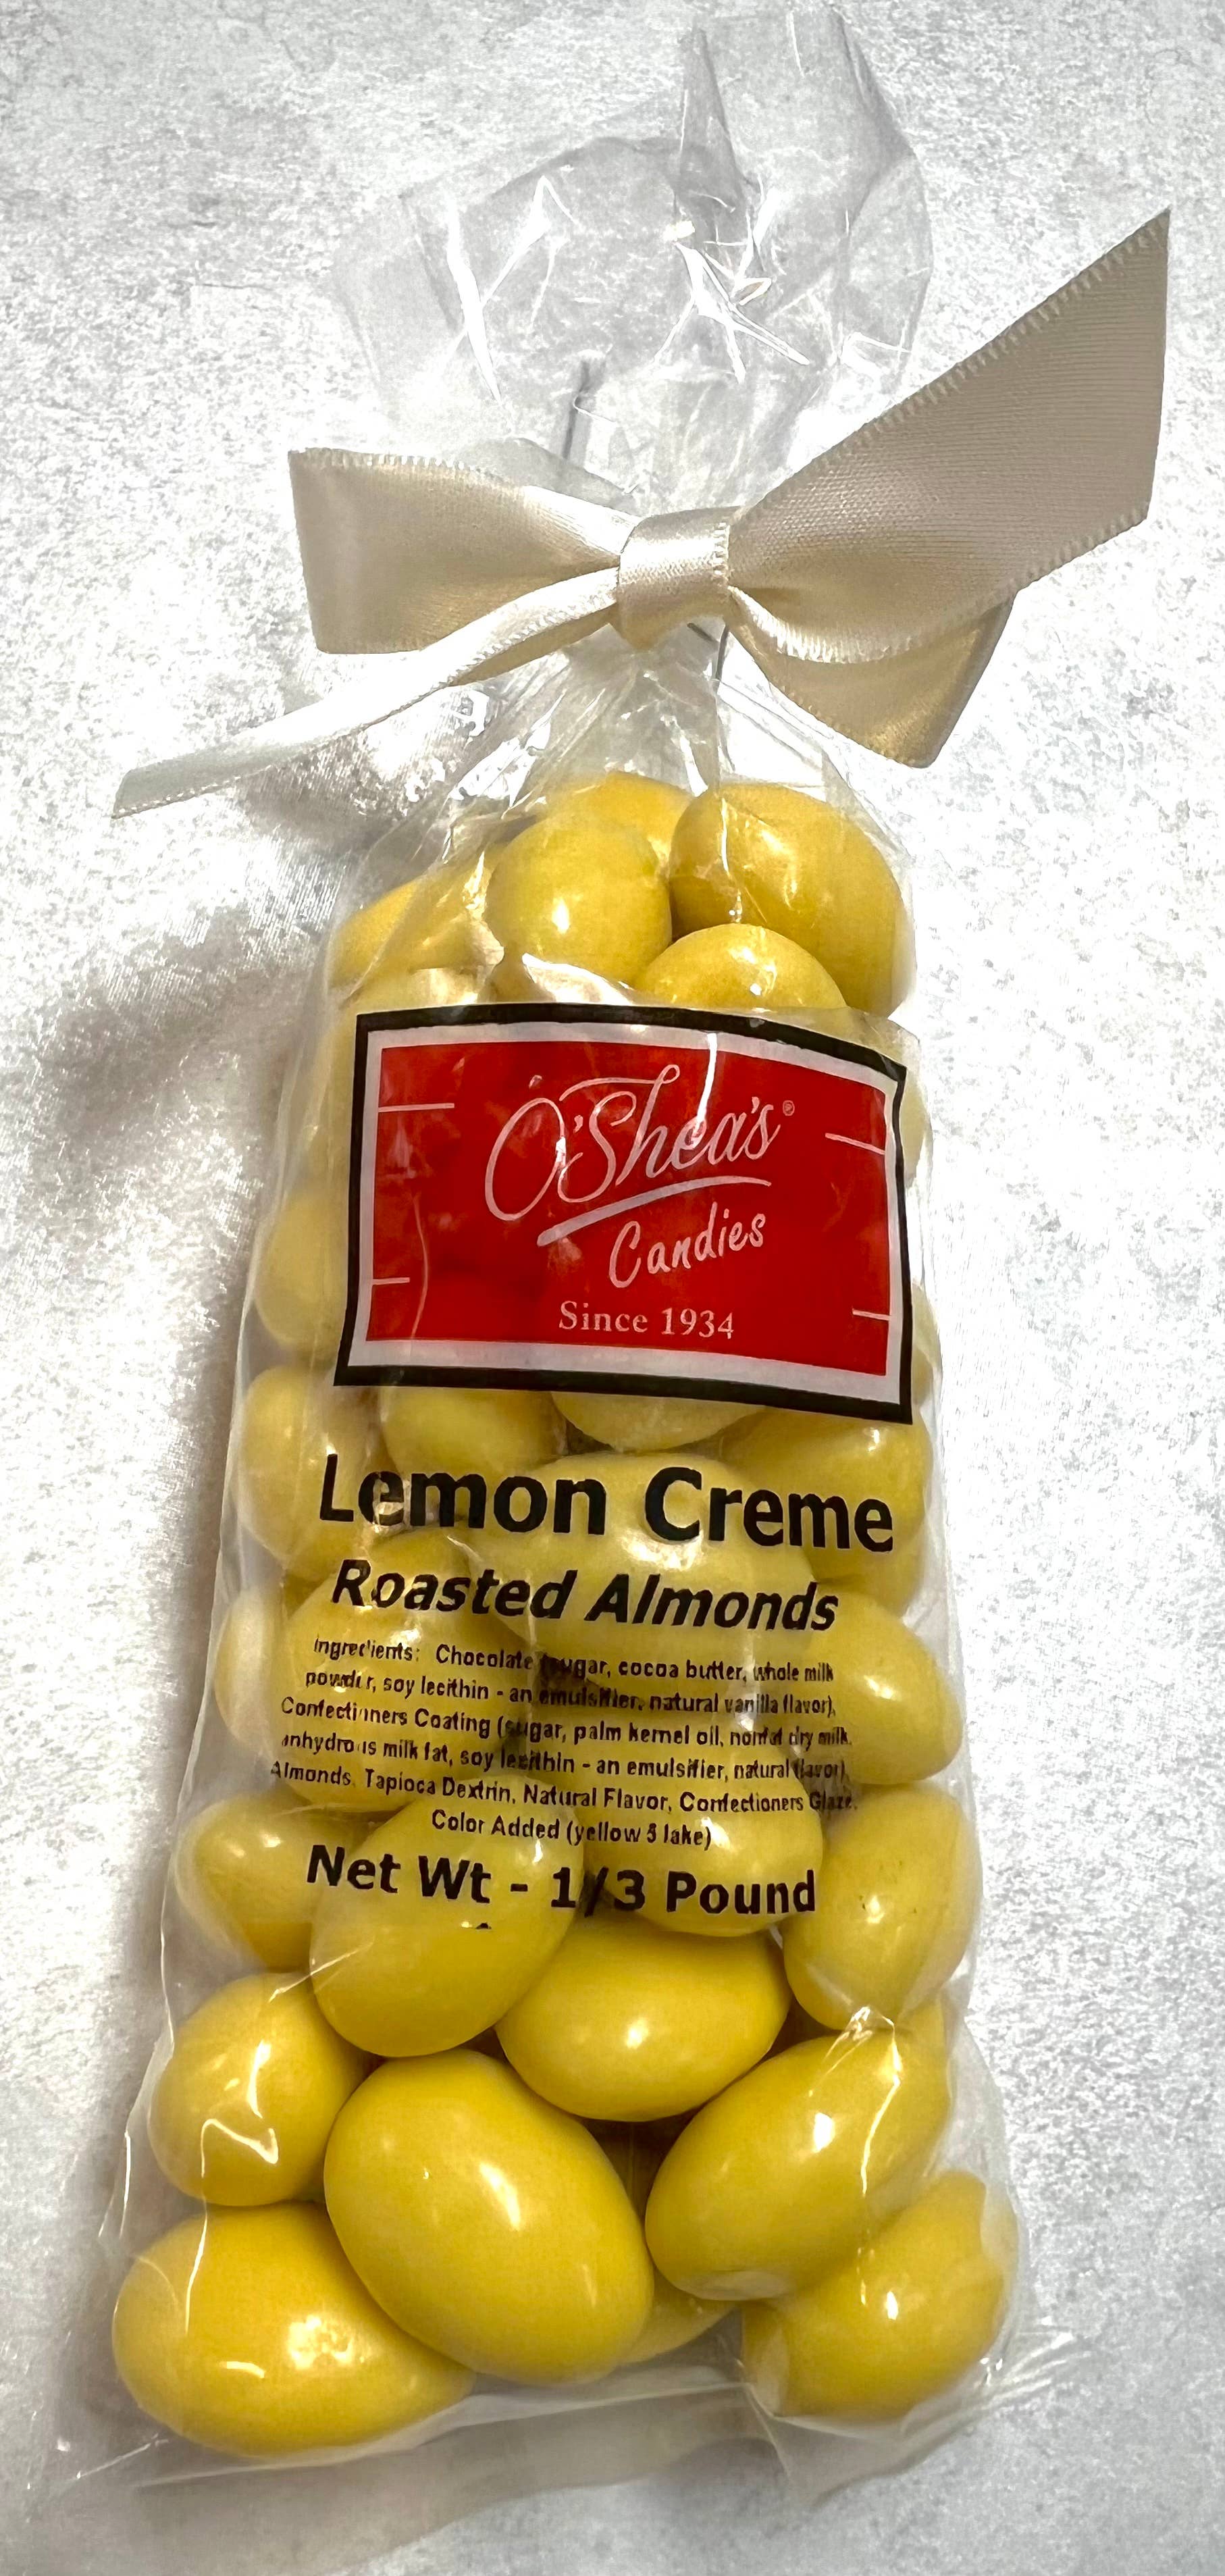 O'Shea's®
Candies
Since 1934
Lemon Creme
Roasted Almonds
Ingredients: Chocolate (sugar, cocoa butter, whole milk
powder, soy lecithin - an emulsifier, natural vanilla flavor),
Confectioners Coating (sugar, palm kernel oil, nonfat dry milk,
anhydrous milk fat, soy lecithin - an emulsifier, natural flavor),
Almonds, Tapioca Dextrin, Natural Flavor, Confectioners Glaze,
Color Added (yellow 5 lake)
Net Wt - 1/3 Pound